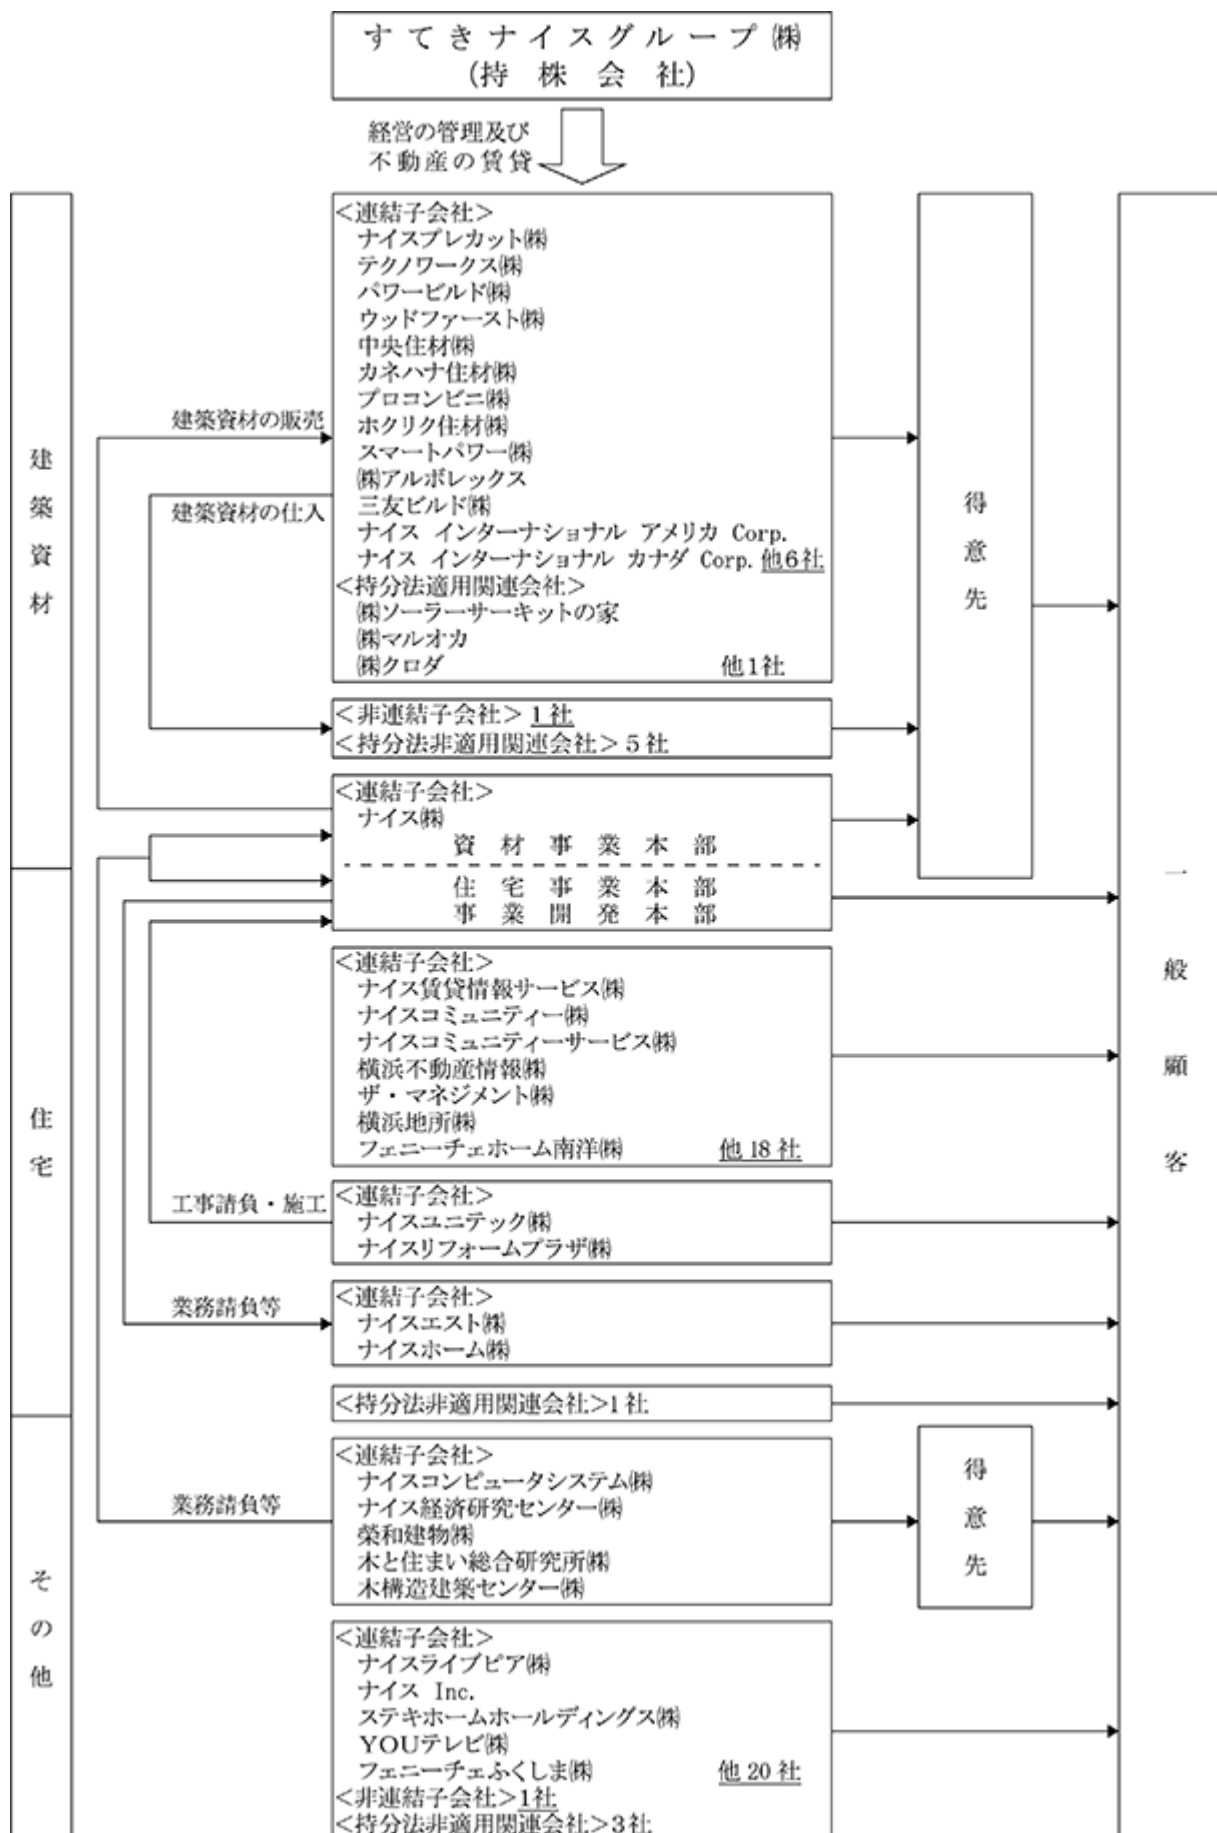 すてきナイスグループ㈱
(持株会社)
経営の管理及び
不動産の賃貸
建築資材
<連結子会社>
ナイスプレカット㈱
テクノワークス㈱
パワービルド㈱
ウッドファースト㈱
中央住材㈱
カネハナ住材㈱
プロコンビニ㈱
ホクリク住材㈱
スマートパワー㈱
㈱アルボレックス
三友ビルド㈱
ナイス インターナショナル アメリカ Corp.
ナイス インターナショナル カナダ Corp. 他6社
<持分法適用関連会社>
㈱ソーラーサーキットの家
㈱マルオカ
㈱クロダ 他1社
建築資材の販売
建築資材の仕入
<非連結子会社> 1社
<持分法非適用関連会社> 5社
<連結子会社>
ナイス㈱
資材事業本部
住宅事業本部
事業開発本部
得意先
一般顧客
住宅
<連結子会社>
ナイス賃貸情報サービス㈱
ナイスコミュニティー㈱
ナイスコミュニティーサービス㈱
横浜不動産情報㈱
ザ・マネジメント㈱
横浜地所㈱
フェニーチェホーム南洋㈱ 他18社
工事請負・施工
<連結子会社>
ナイスユニテック㈱
ナイスリフォームプラザ㈱
業務請負等
<連結子会社>
ナイスエスト㈱
ナイスホーム㈱
<持分法非適用関連会社>1社
その他
業務請負等
<連結子会社>
ナイスコンピュータシステム㈱
ナイス経済研究センター㈱
榮和建物㈱
木と住まい総合研究所㈱
木構造建築センター㈱
得意先
<連結子会社>
ナイスライブピア㈱
ナイス Inc.
ステキホームホールディングス㈱
YOUテレビ㈱
フェニーチェふくしま㈱ 他20社
<非連結子会社>1社
<持分法非適用関連会社>3社